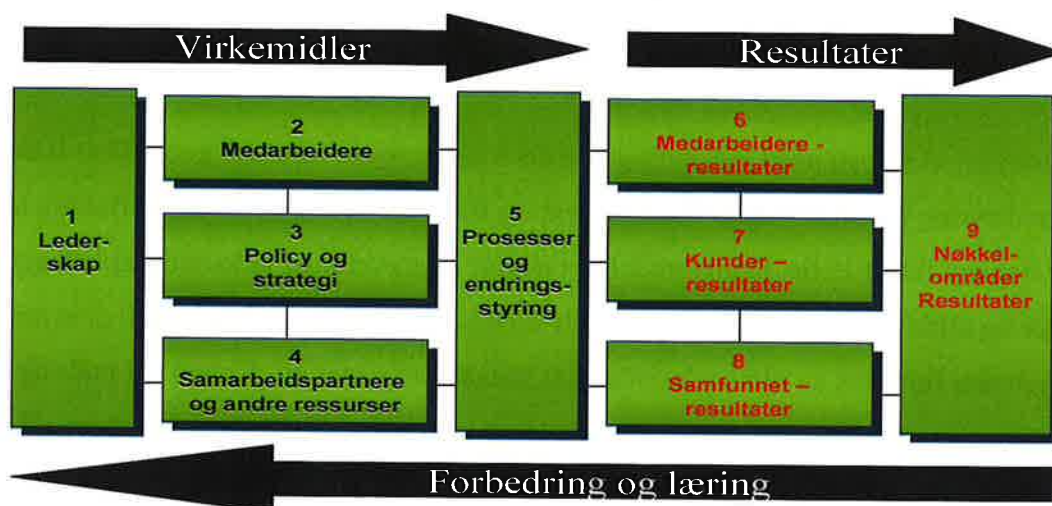 Virkemidler
Resultater
1
Leder-
skap
2
Medarbeidere
3
Policy og
strategi
4
Samarbeidspartnere
og andre ressurser
5
Prosesser
og
endrings-
styring
6
Medarbeidere -
resultater
7
Kunder –
resultater
8
Samfunnet –
resultater
9
Nøkkel-
områder
Resultater
Forbedring og læring